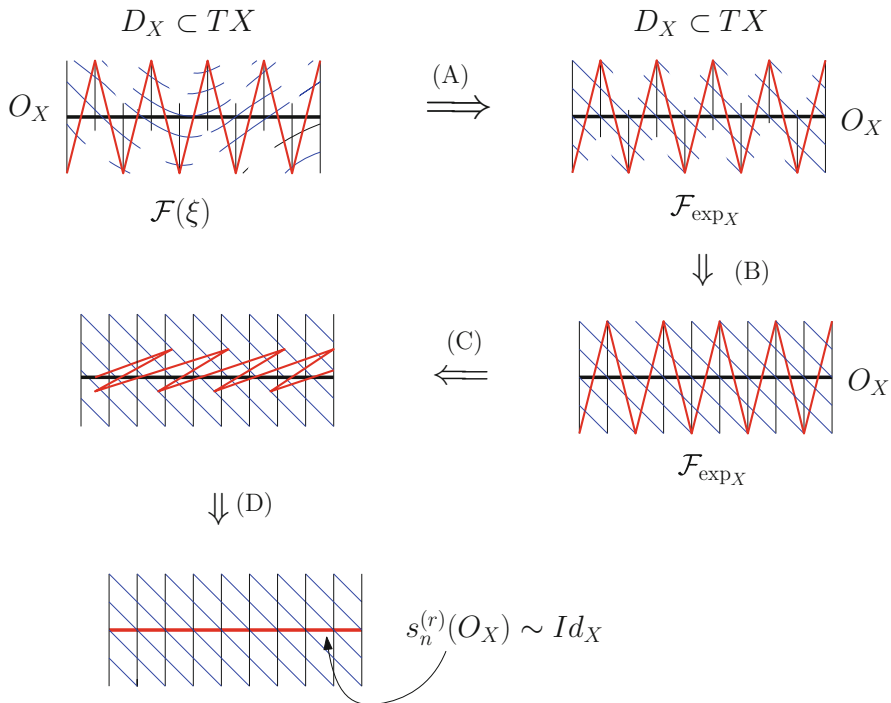 D_X ⊂ TX
D_X ⊂ TX
O_X
(A)
O_X
F(ξ)
F_{exp_X}
(B)
(C)
O_X
F_{exp_X}
(D)
s_n^{(r)}(O_X) ∼ Id_X